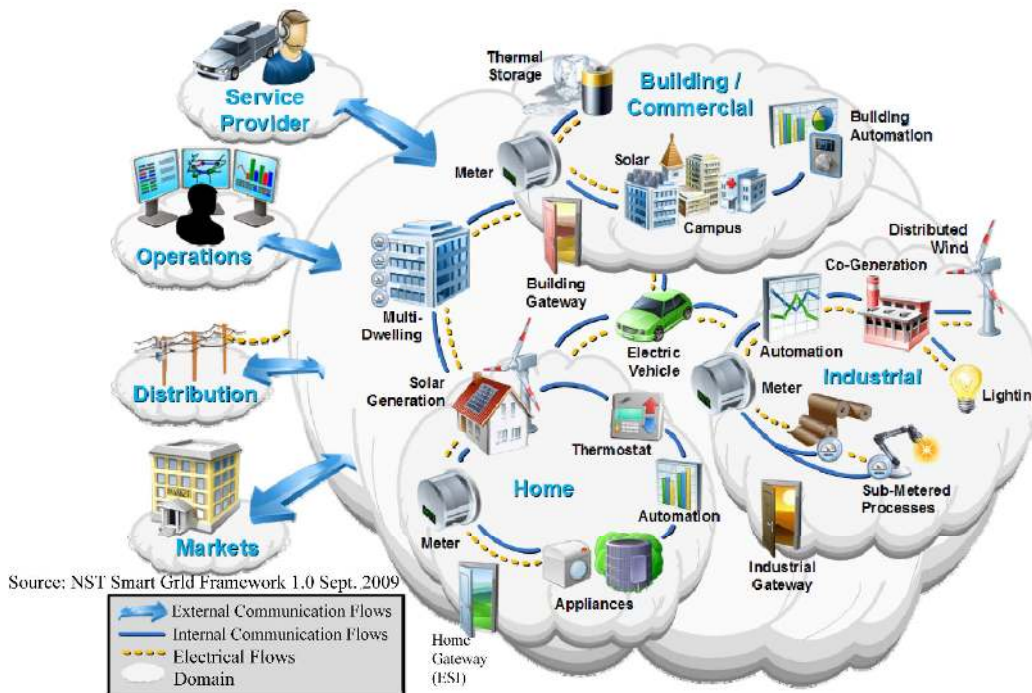 Service
Provider
Operations
Distribution
Markets
Thermal
Storage
Building /
Commercial
Building
Automation
Meter
Solar
Campus
Building
Gateway
Multi-
Dwelling
Electric
Vehicle
Distributed
Wind
Co-Generation
Automation
Industrial
Meter
Lightin
Sub-Metered
Processes
Industrial
Gateway
Solar
Generation
Thermostat
Home
Automation
Meter
Appliances
Home
Gateway
(ESI)
Source: NST Smart Grld Framework 1.0 Sept. 2009
External Communication Flows
Internal Communication Flows
Electrical Flows
Domain